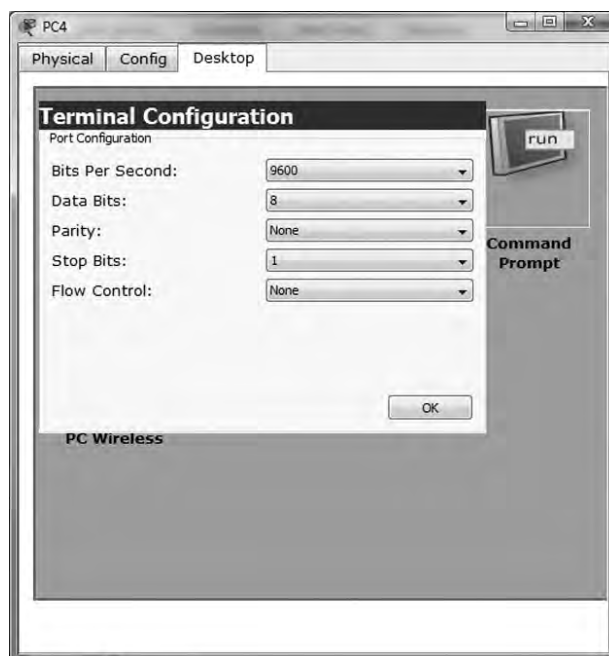 PC4
Physical Config Desktop
Terminal Configuration
Port Configuration
Bits Per Second: 9600
Data Bits: 8
Parity: None
Stop Bits: 1
Flow Control: None
OK
run
Command
Prompt
PC Wireless